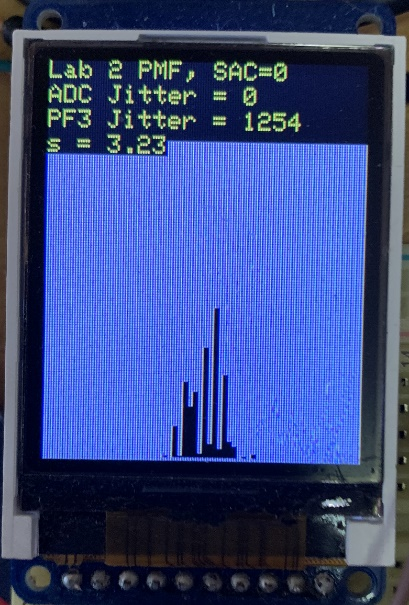 Lab 2 PMF, SAC=0
ADC Jitter = 0
PF3 Jitter = 1254
s = 3.23